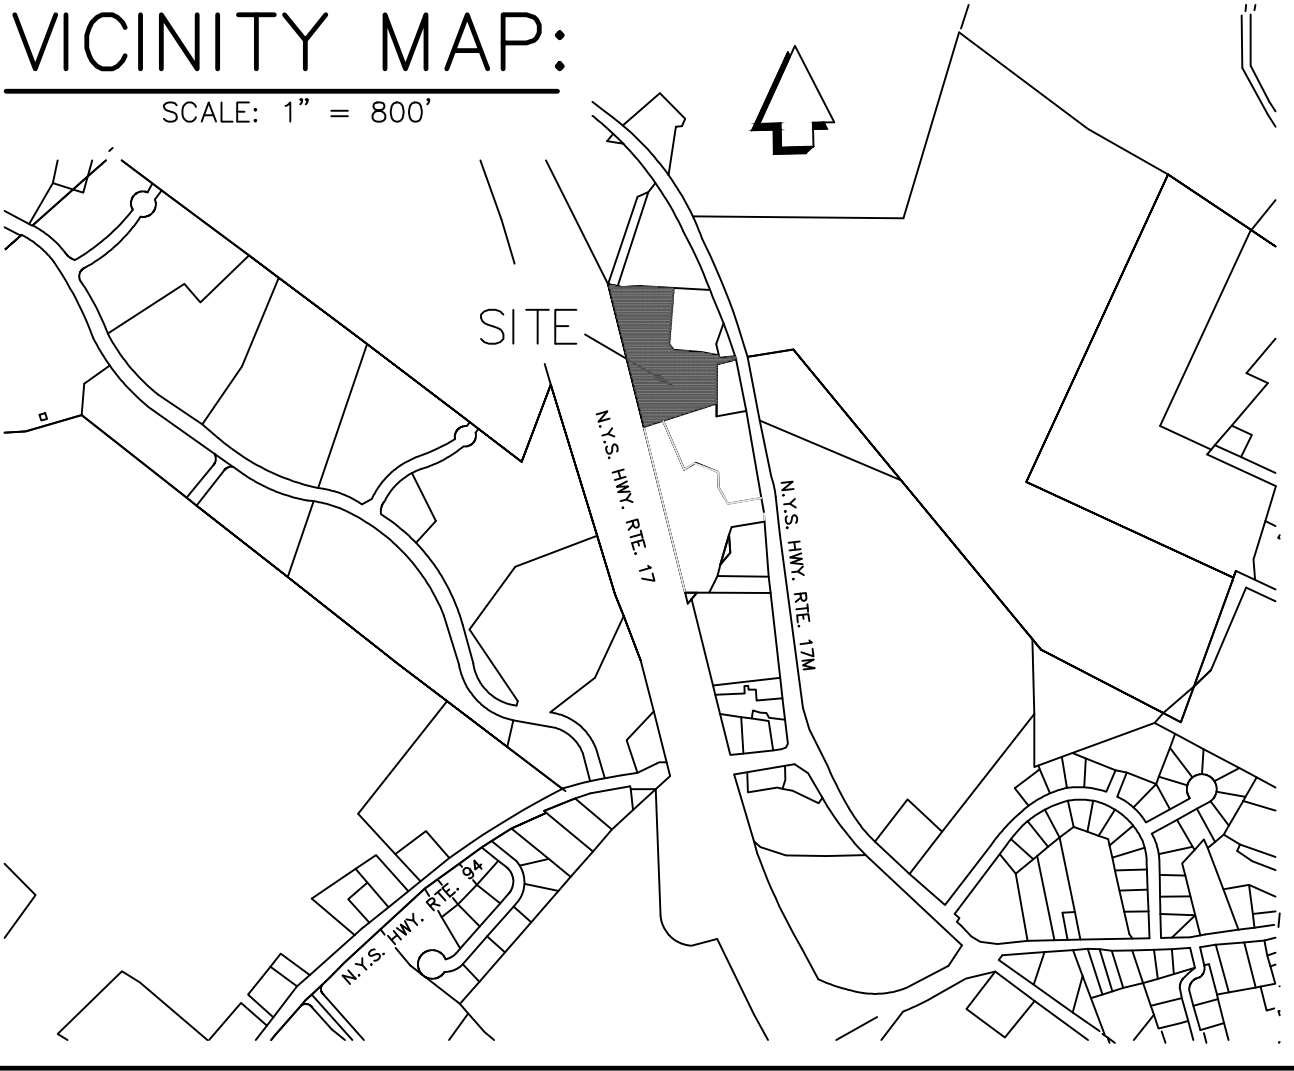 VICINITY MAP:
SCALE: 1" = 800'
SITE
N.Y.S. HWY. RTE. 17
N.Y.S. HWY. RTE. 17M
N.Y.S. HWY. RTE. 94